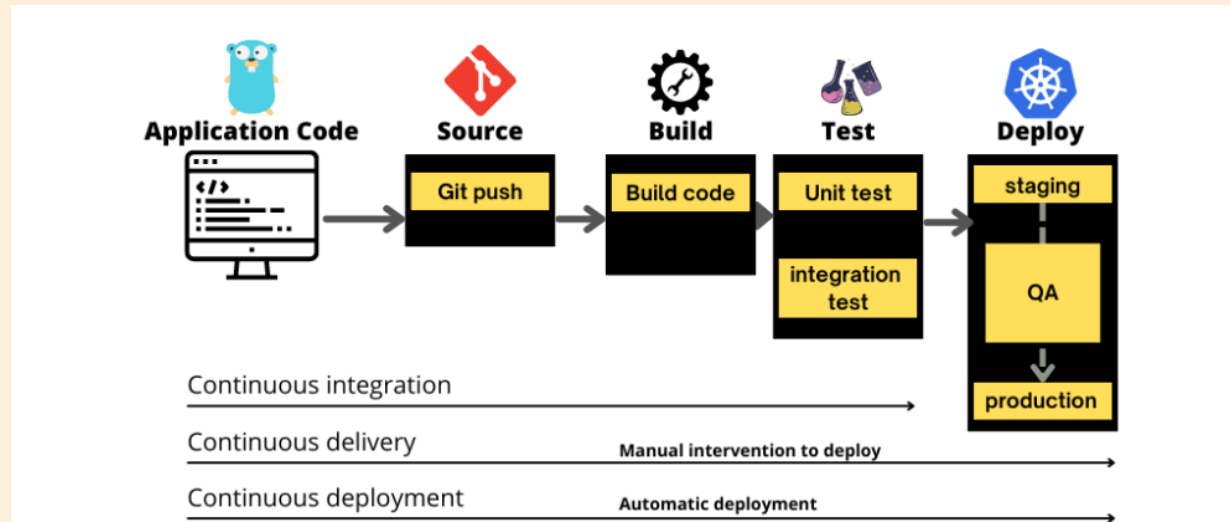 Application Code
Source
Build
Test
Deploy
</>
Git push
Build code
Unit test
integration
test
staging
QA
production
Continuous integration
Continuous delivery
Manual intervention to deploy
Continuous deployment
Automatic deployment